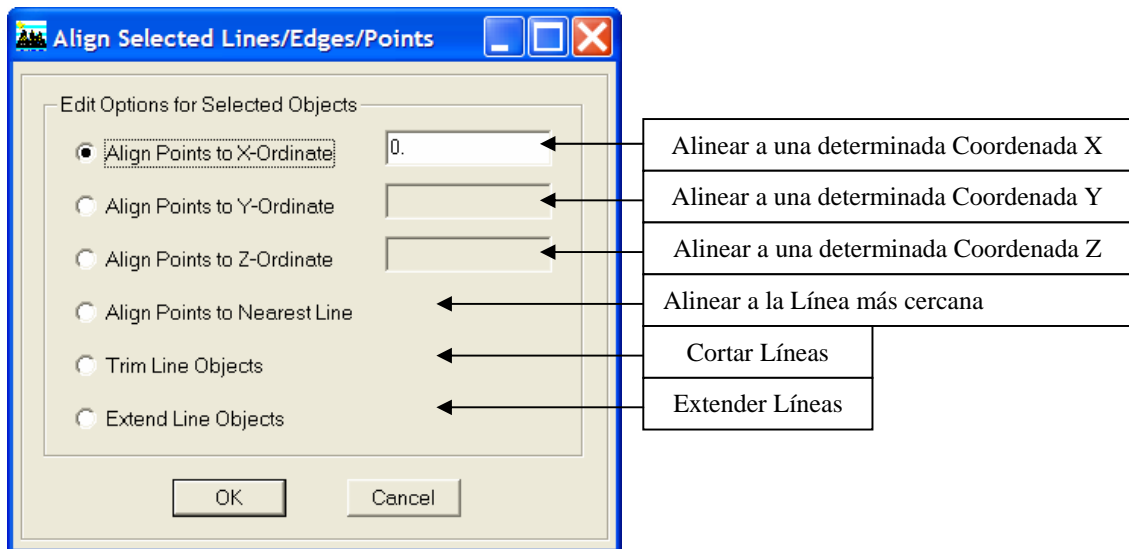 Align Selected Lines/Edges/Points
Edit Options for Selected Objects
Align Points to X-Ordinate
0.
Alinear a una determinada Coordenada X
Align Points to Y-Ordinate
Alinear a una determinada Coordenada Y
Align Points to Z-Ordinate
Alinear a una determinada Coordenada Z
Align Points to Nearest Line
Alinear a la Línea más cercana
Trim Line Objects
Cortar Líneas
Extend Line Objects
Extender Líneas
OK
Cancel